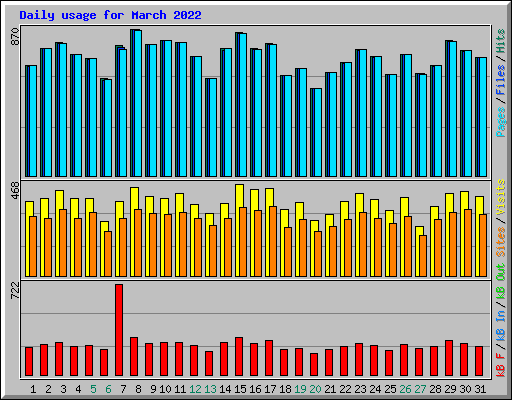 Daily usage for March 2022
870
Pages / Files / Hits
468
Sites / Visits
722
kB F / kB In / kB Out
1 2 3 4 5 6 7 8 9 10 11 12 13 14 15 16 17 18 19 20 21 22 23 24 25 26 27 28 29 30 31